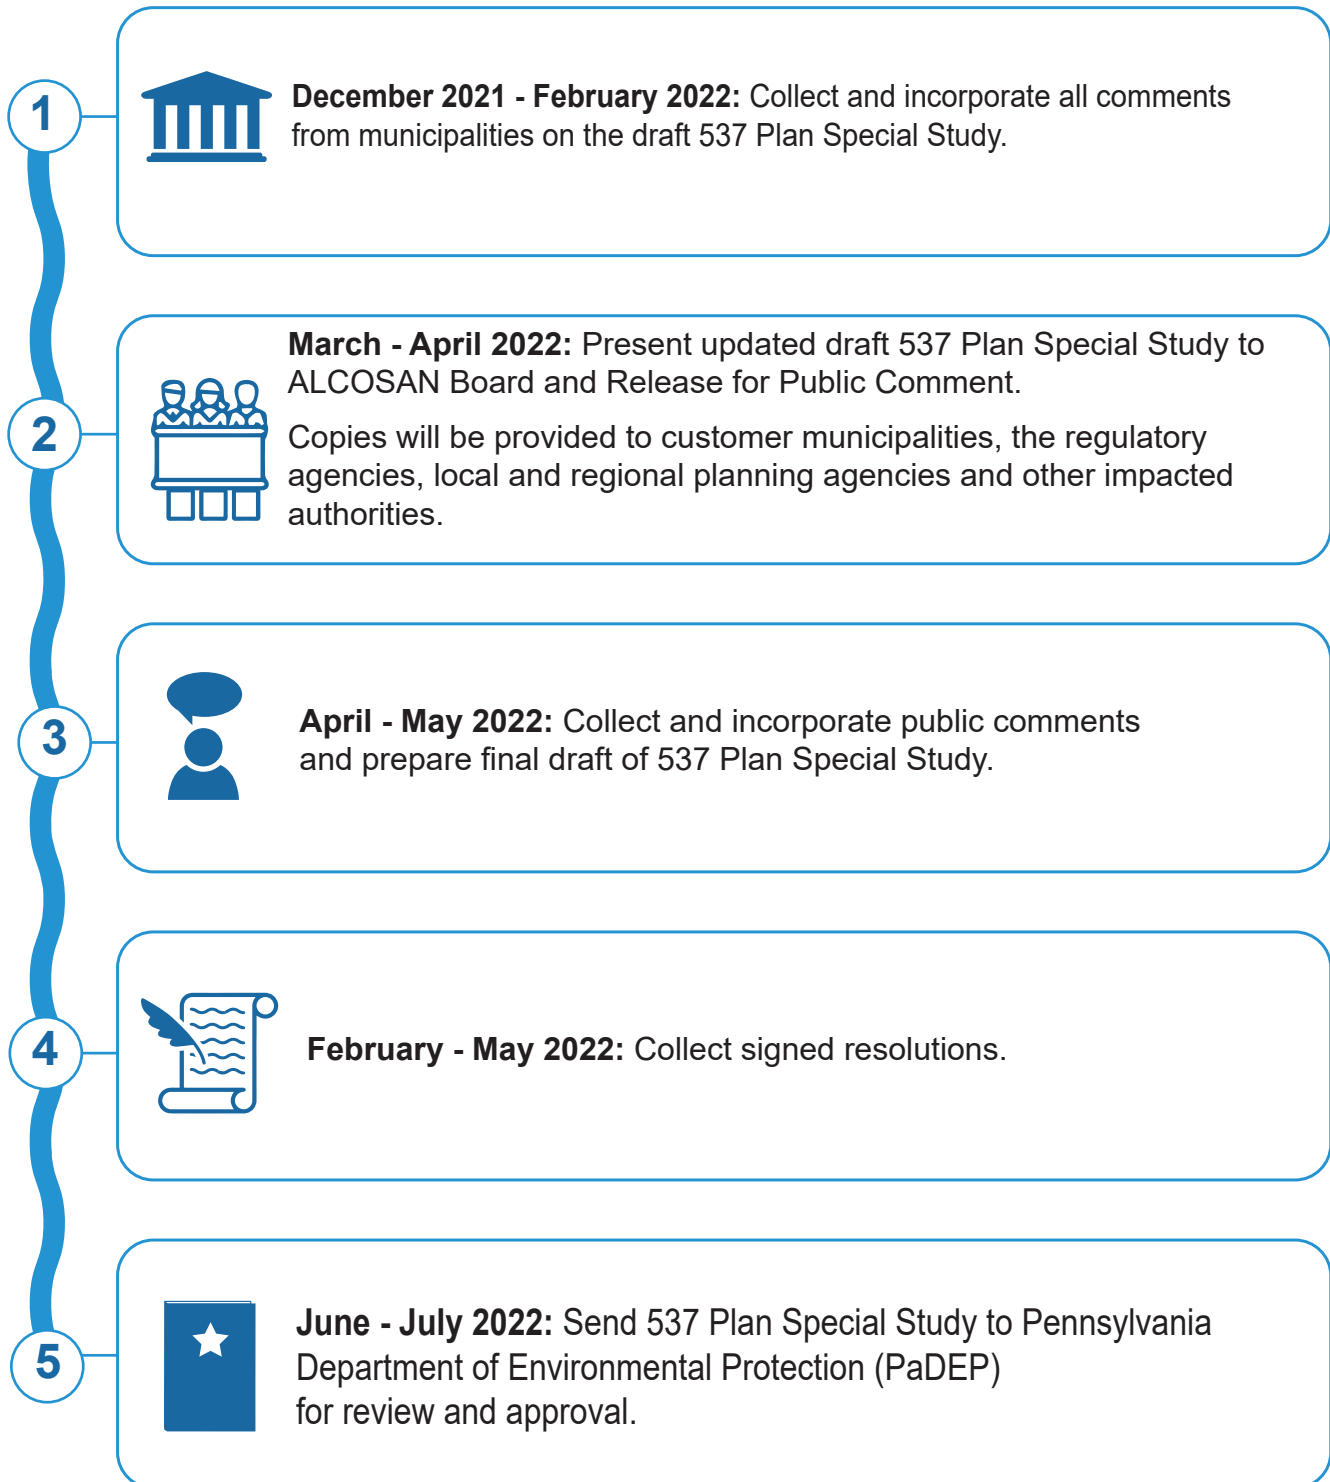 1
December 2021 - February 2022: Collect and incorporate all comments
from municipalities on the draft 537 Plan Special Study.
2
March - April 2022: Present updated draft 537 Plan Special Study to
ALCOSAN Board and Release for Public Comment.
Copies will be provided to customer municipalities, the regulatory
agencies, local and regional planning agencies and other impacted
authorities.
3
April - May 2022: Collect and incorporate public comments
and prepare final draft of 537 Plan Special Study.
4
February - May 2022: Collect signed resolutions.
5
June - July 2022: Send 537 Plan Special Study to Pennsylvania
Department of Environmental Protection (PaDEP)
for review and approval.